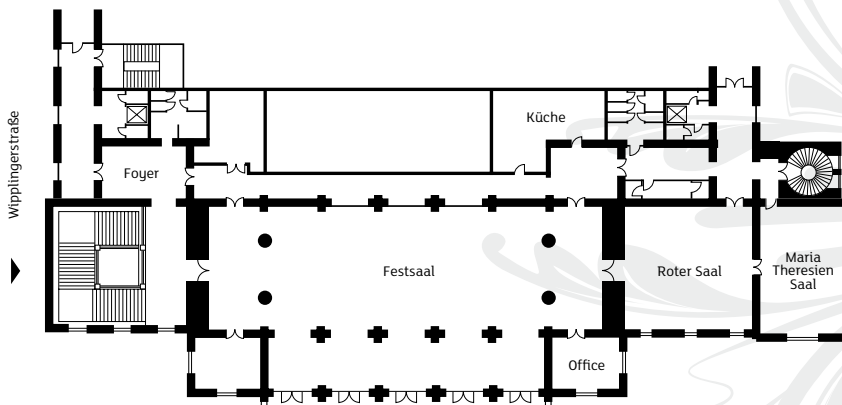 Küche
Foyer
Wipplingerstraße
Festsaal
Roter Saal
Maria
Theresien
Saal
Office